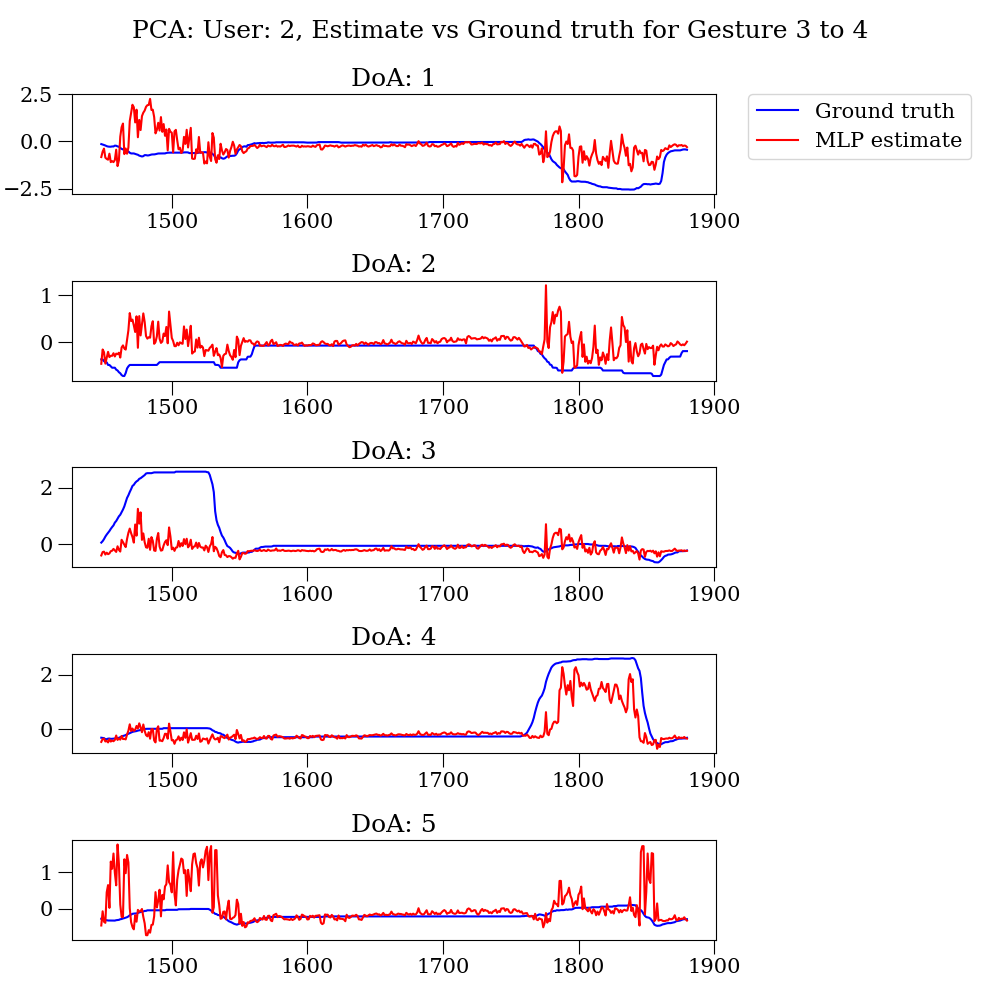 PCA: User: 2, Estimate vs Ground truth for Gesture 3 to 4
DoA: 1
2.5
0.0
−2.5
1500 1600 1700 1800 1900
Ground truth
MLP estimate
DoA: 2
1
0
1500 1600 1700 1800 1900
DoA: 3
2
0
1500 1600 1700 1800 1900
DoA: 4
2
0
1500 1600 1700 1800 1900
DoA: 5
1
0
1500 1600 1700 1800 1900